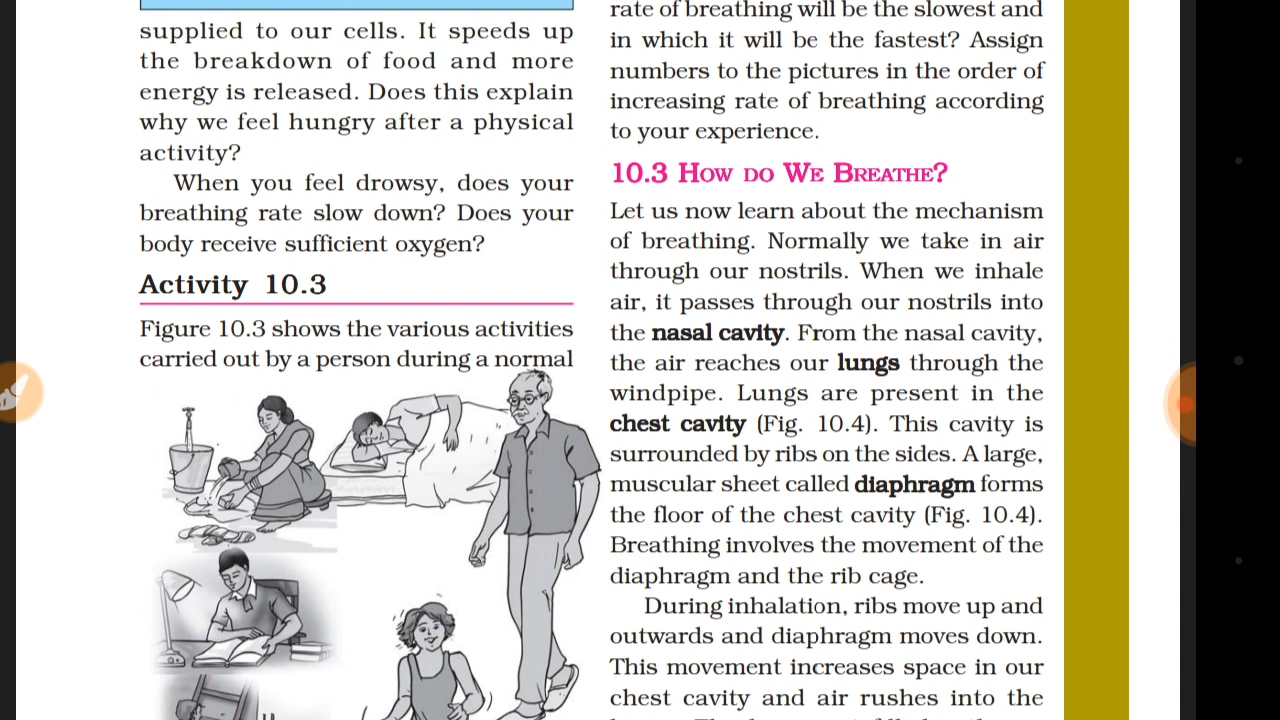 supplied to our cells. It speeds up
the breakdown of food and more
energy is released. Does this explain
why we feel hungry after a physical
activity?
When you feel drowsy, does your
breathing rate slow down? Does your
body receive sufficient oxygen?
Activity 10.3
Figure 10.3 shows the various activities
carried out by a person during a normal
rate of breathing will be the slowest and
in which it will be the fastest? Assign
numbers to the pictures in the order of
increasing rate of breathing according
to your experience.
10.3 HOW DO WE BREATHE?
Let us now learn about the mechanism
of breathing. Normally we take in air
through our nostrils. When we inhale
air, it passes through our nostrils into
the nasal cavity. From the nasal cavity,
the air reaches our lungs through the
windpipe. Lungs are present in the
chest cavity (Fig. 10.4). This cavity is
surrounded by ribs on the sides. A large,
muscular sheet called diaphragm forms
the floor of the chest cavity (Fig. 10.4).
Breathing involves the movement of the
diaphragm and the rib cage.
During inhalation, ribs move up and
outwards and diaphragm moves down.
This movement increases space in our
chest cavity and air rushes into the